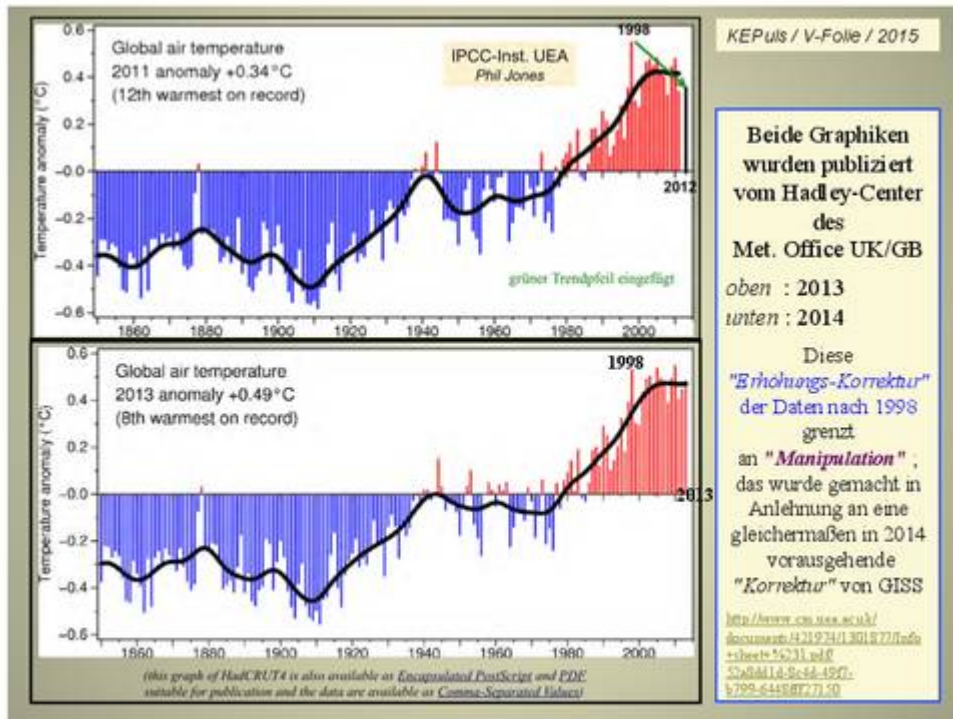 0.6
0.4
0.2
-0.0
-0.2
-0.4
-0.6
Temperature anomaly (°C)
Global air temperature
2011 anomaly +0.34°C
(12th warmest on record)
IPCC-Inst. UEA
Phil Jones
1998
2012
grüner Trendpfeil eingefügt
1860 1880 1900 1920 1940 1960 1980 2000
0.6
0.4
0.2
-0.0
-0.2
-0.4
-0.6
Temperature anomaly (°C)
Global air temperature
2013 anomaly +0.49°C
(8th warmest on record)
1998
2013
1860 1880 1900 1920 1940 1960 1980 2000
(this graph of HadCRUT4 is also available as Encapsulated PostScript and PDF
suitable for publication and the data are available as Comma-Separated Values)
KEPuls / V-Folie / 2015
Beide Graphiken
wurden publiziert
vom Hadley-Center
des
Met. Office UK/GB
oben : 2013
unten : 2014
Diese
"Erhöhungs-Korrektur"
der Daten nach 1998
grenzt
an "Manipulation" ;
das wurde gemacht in
Anlehnung an eine
gleichermaßen in 2014
vorausgehende
"Korrektur" von GISS